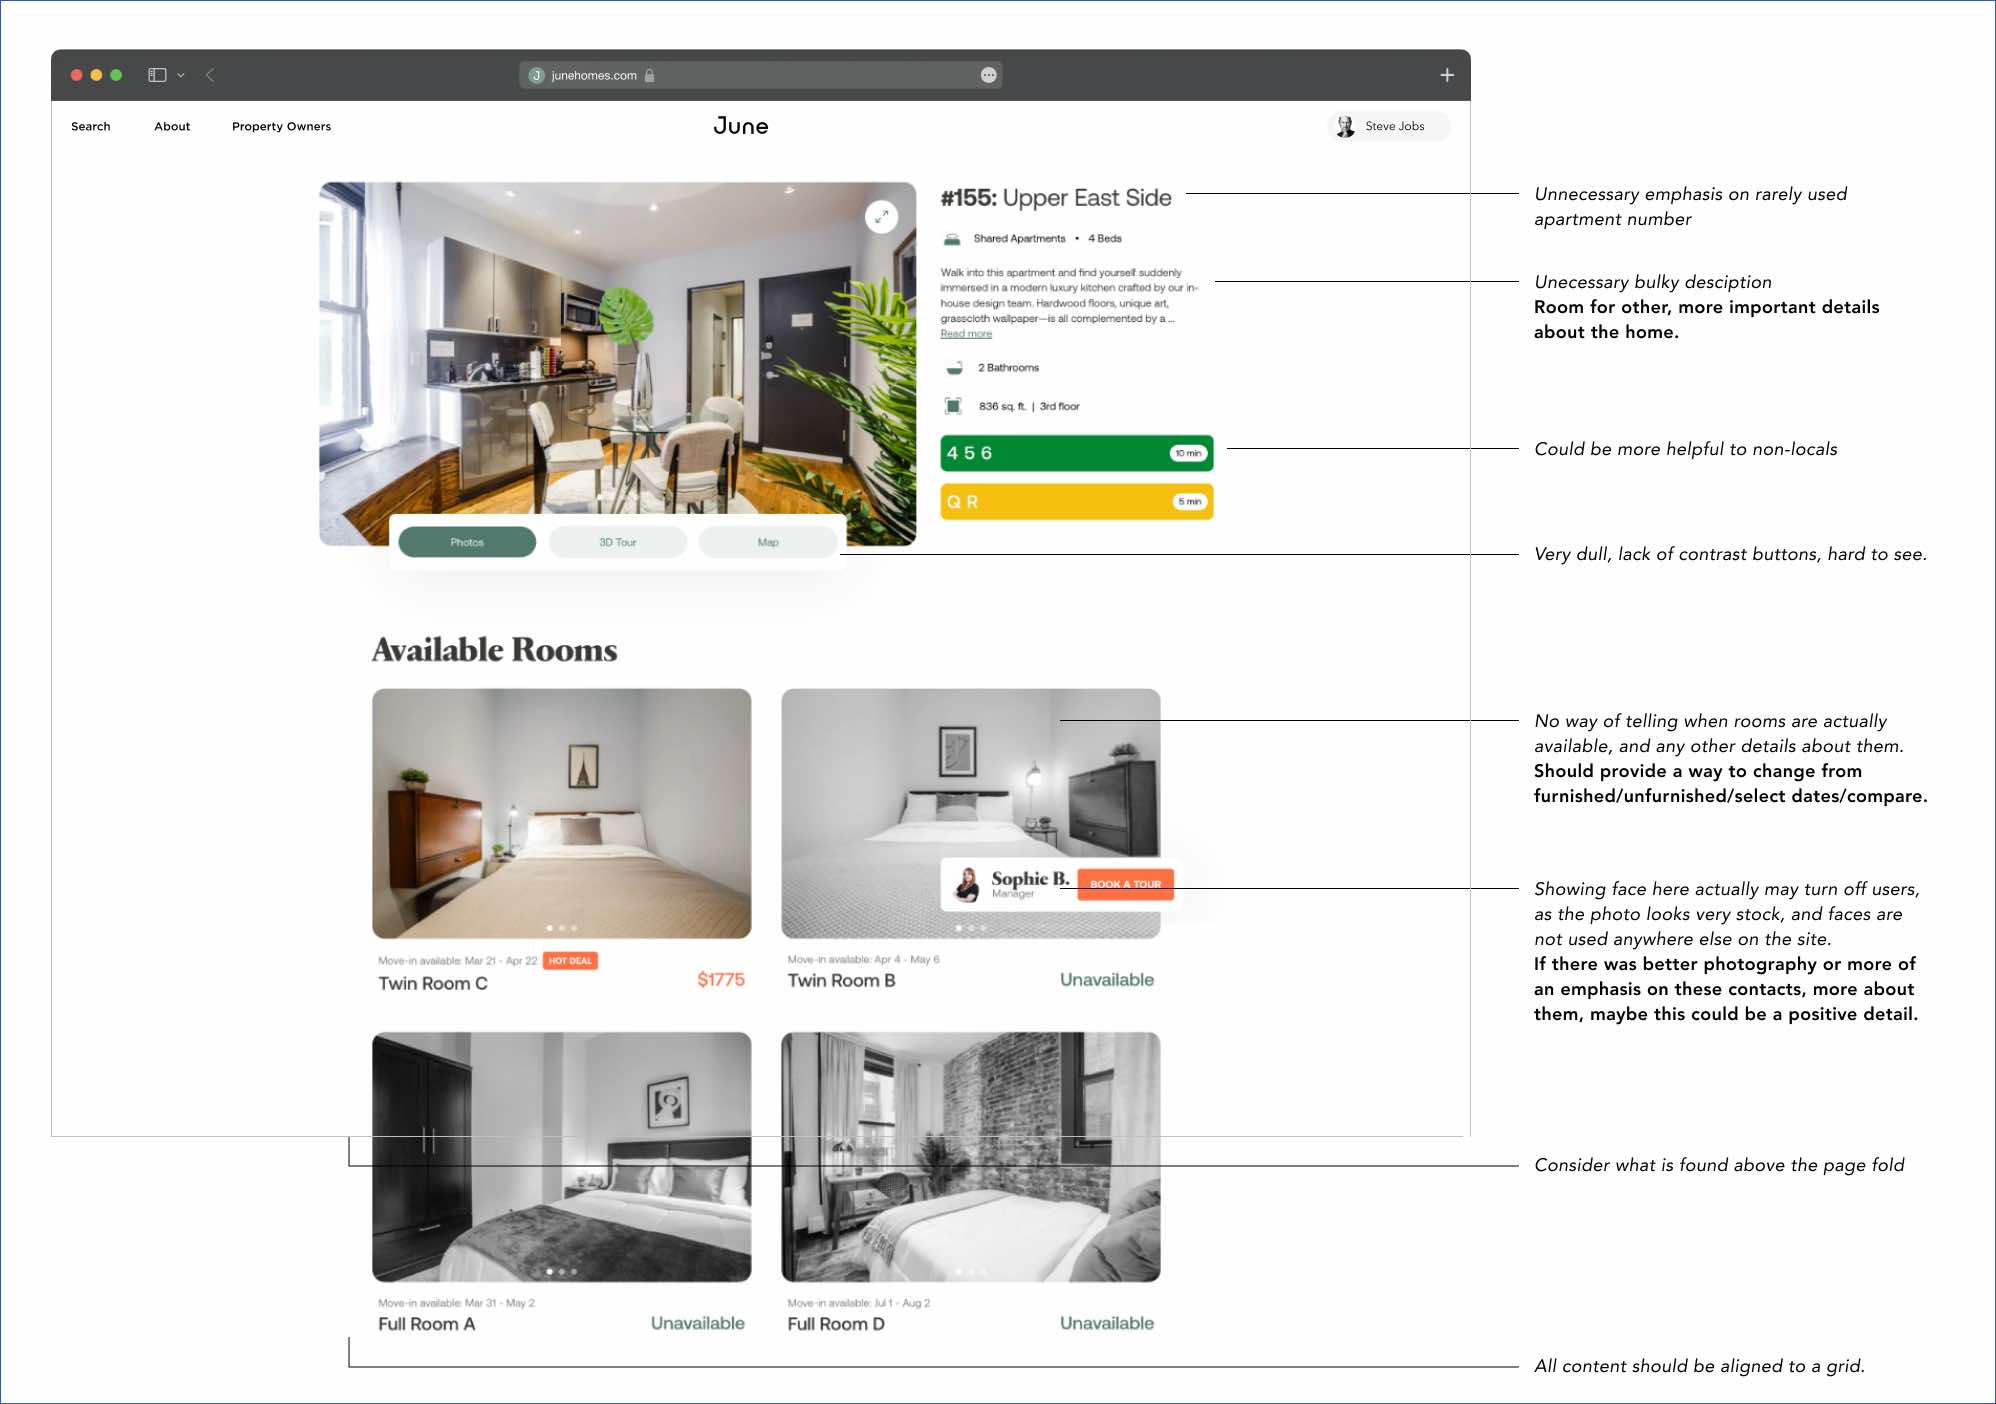 junehomes.com
Search
About
Property Owners
June
Steve Jobs
#155: Upper East Side
Shared Apartments • 4 Beds
Walk into this apartment and find yourself suddenly
immersed in a modern luxury kitchen crafted by our in-
house design team. Hardwood floors, unique art,
grasscloth wallpaper—is all complemented by a ...
Read more
2 Bathrooms
836 sq. ft. | 3rd floor
4 5 6
10 min
Q R
5 min
Photos
3D Tour
Map
Available Rooms
Sophie B.
Manager
BOOK A TOUR
Move-in available: Mar 21 - Apr 22
HOT DEAL
Twin Room C
$1775
Move-in available: Apr 4 - May 6
Twin Room B
Unavailable
Move-in available: Mar 31 - May 2
Full Room A
Unavailable
Move-in available: Jul 1 - Aug 2
Full Room D
Unavailable
Unnecessary emphasis on rarely used
apartment number
Unecessary bulky desciption
Room for other, more important details
about the home.
Could be more helpful to non-locals
Very dull, lack of contrast buttons, hard to see.
No way of telling when rooms are actually
available, and any other details about them.
Should provide a way to change from
furnished/unfurnished/select dates/compare.
Showing face here actually may turn off users,
as the photo looks very stock, and faces are
not used anywhere else on the site.
If there was better photography or more of
an emphasis on these contacts, more about
them, maybe this could be a positive detail.
Consider what is found above the page fold
All content should be aligned to a grid.